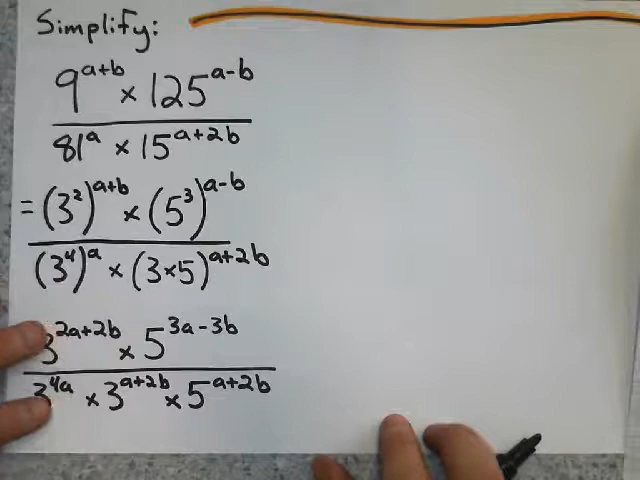 Simplify:
9^(a+b) × 125^(a-b)
81^a × 15^(a+2b)
= (3^2)^(a+b) × (5^3)^(a-b)
(3^4)^a × (3×5)^(a+2b)
3^(2a+2b) × 5^(3a-3b)
3^(4a) × 3^(a+2b) × 5^(a+2b)